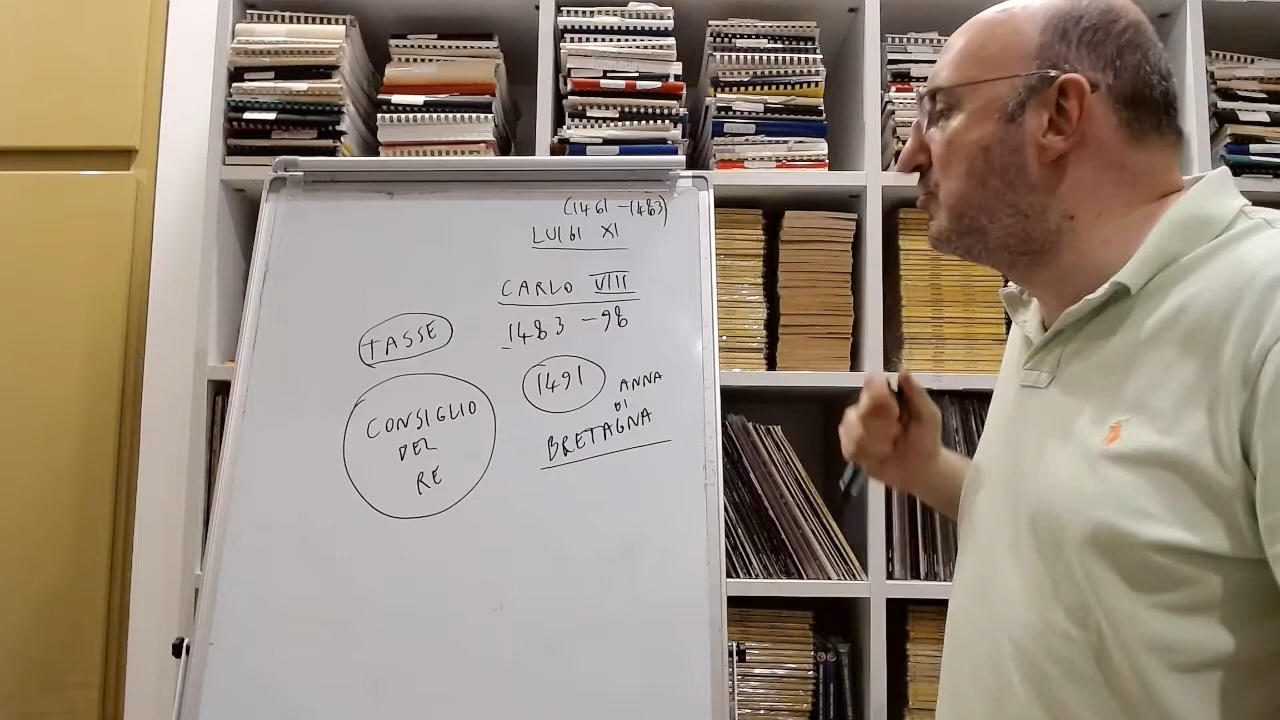 (1461 - 1483)
LUIGI XI
CARLO VIII
1483 - 98
TASSE
1491
ANNA
DI
BRETAGNA
CONSIGLIO
DEL
RE